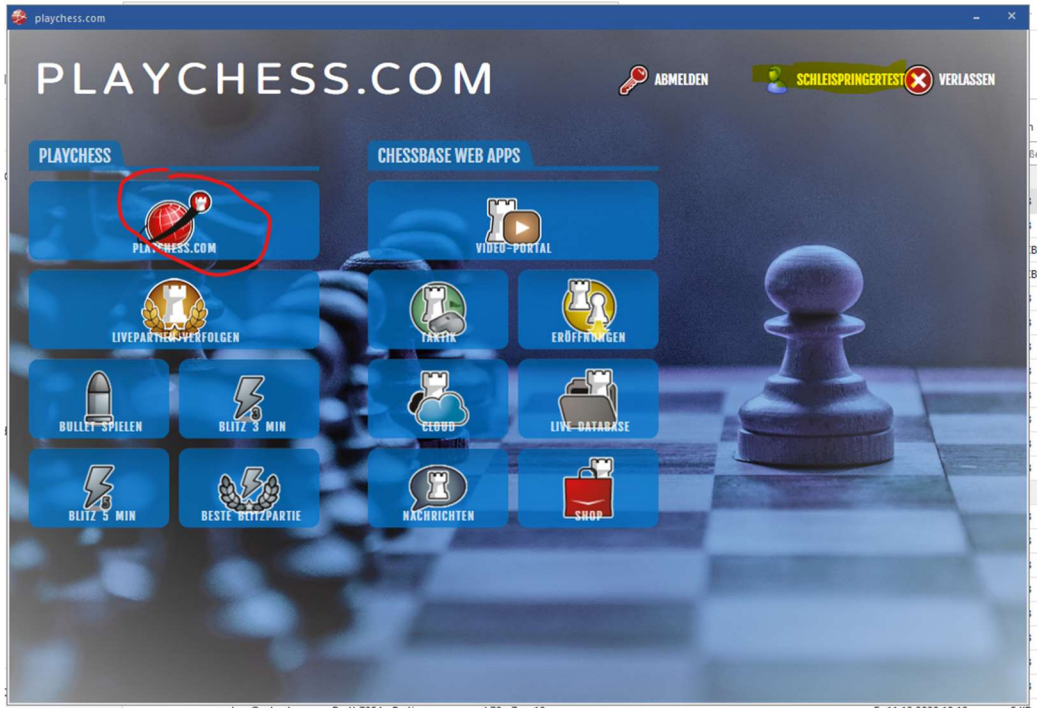 playchess.com
PLAYCHESS.COM
ABMELDEN
SCHLEISPRINGERTEST
VERLASSEN
PLAYCHESS
CHESSBASE WEB APPS
PLAYCHESS.COM
VIDEO-PORTAL
LIVEPARTIEN VERFOLGEN
TAKTIK
ERÖFFNUNGEN
BULLET SPIELEN
BLITZ 3 MIN
CLOUD
LIVE DATABASE
BLITZ 5 MIN
BESTE BLITZPARTIE
NACHRICHTEN
SHOP